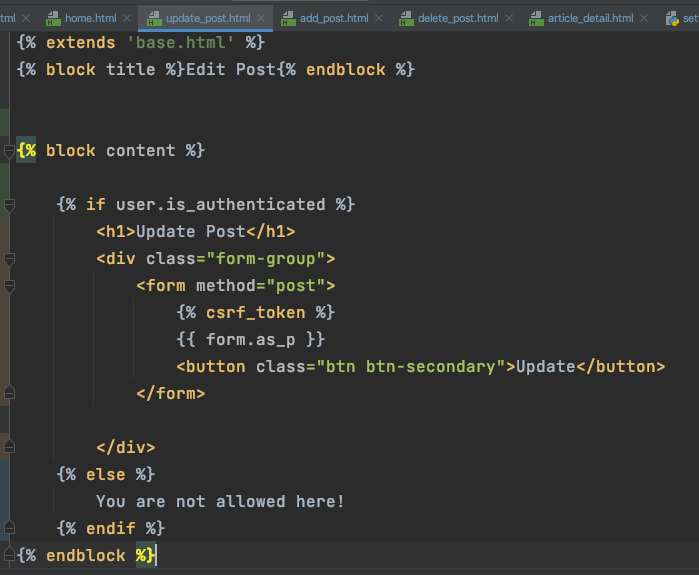 tml home.html update_post.html add_post.html delete_post.html article_detail.html set
{% extends 'base.html' %}
{% block title %}Edit Post{% endblock %}
{% block content %}
{% if user.is_authenticated %}
<h1>Update Post</h1>
<div class="form-group">
<form method="post">
{% csrf_token %}
{{ form.as_p }}
<button class="btn btn-secondary">Update</button>
</form>
</div>
{% else %}
You are not allowed here!
{% endif %}
{% endblock %}